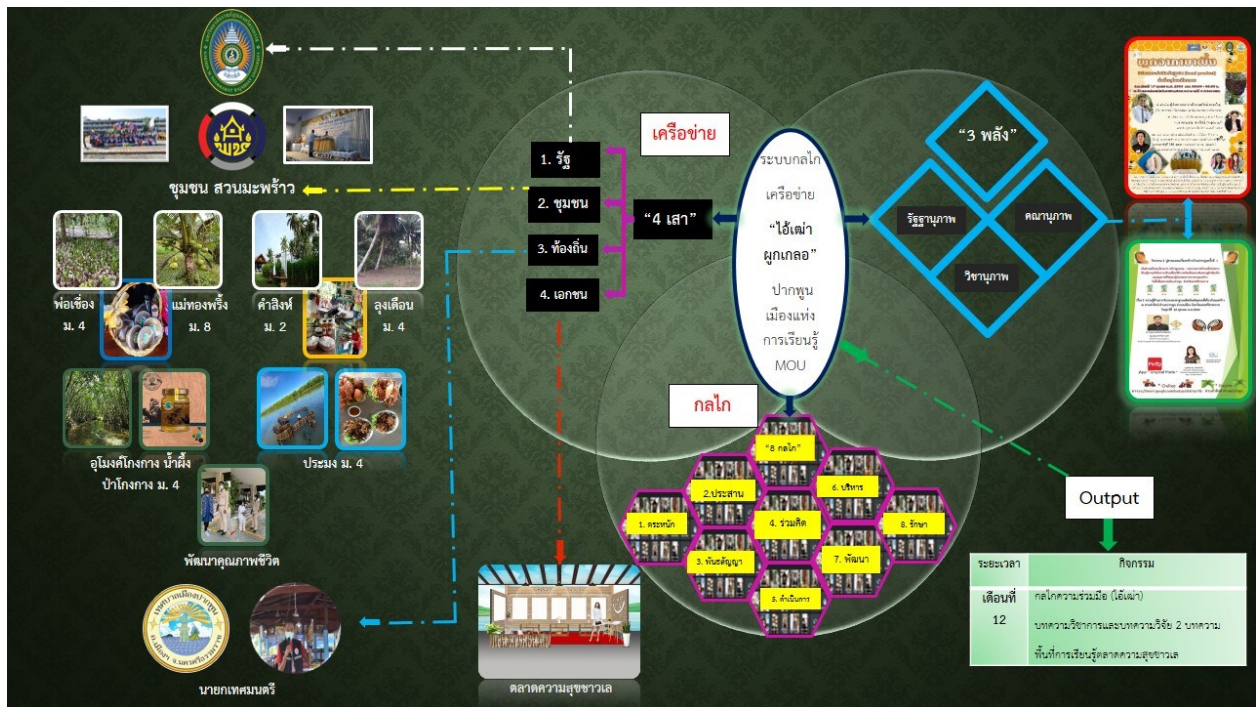 ชุมชน สวนมะพร้าว
พ่อเชื่อง
ม. 4
แม่ทองพริ้ง
ม. 8
คำสิงห์
ม. 2
ลุงเดือน
ม. 4
อุโมงค์โกงกาง น้ำผึ้ง
ป่าโกงกาง ม. 4
ประมง ม. 4
พัฒนาคุณภาพชีวิต
นายกเทศมนตรี
เครือข่าย
1. รัฐ
2. ชุมชน
3. ท้องถิ่น
4. เอกชน
“4 เสา”
ระบบกลไก
เครือข่าย
“ไอ้เฒ่า
ผูกเกลอ”
ปากพูน
เมืองแห่ง
การเรียนรู้
MOU
“3 พลัง”
รัฐฐานุภาพ
คณานุภาพ
วิชานุภาพ
กลไก
“8 กลไก”
1. ตระหนัก
2.ประสาน
3. พันธสัญญา
4. ร่วมคิด
5. ดำเนินการ
6. บริหาร
7. พัฒนา
8. รักษา
ตลาดความสุขชาวเล
Output
ระยะเวลา
กิจกรรม
เดือนที่
12
กลไกความร่วมมือ (ไอ้เฒ่า)
บทความวิชาการและบทความวิจัย 2 บทความ
พื้นที่การเรียนรู้ตลาดความสุขชาวเล